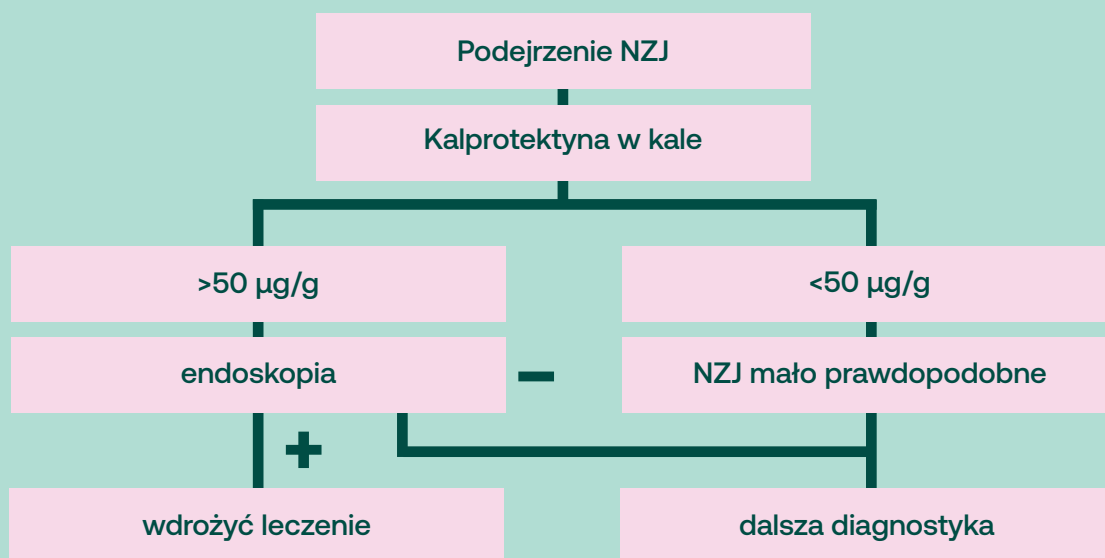 Podejrzenie NZJ
Kalprotektyna w kale
>50 µg/g
<50 µg/g
endoskopia
–
NZJ mało prawdopodobne
+
wdrożyć leczenie
dalsza diagnostyka